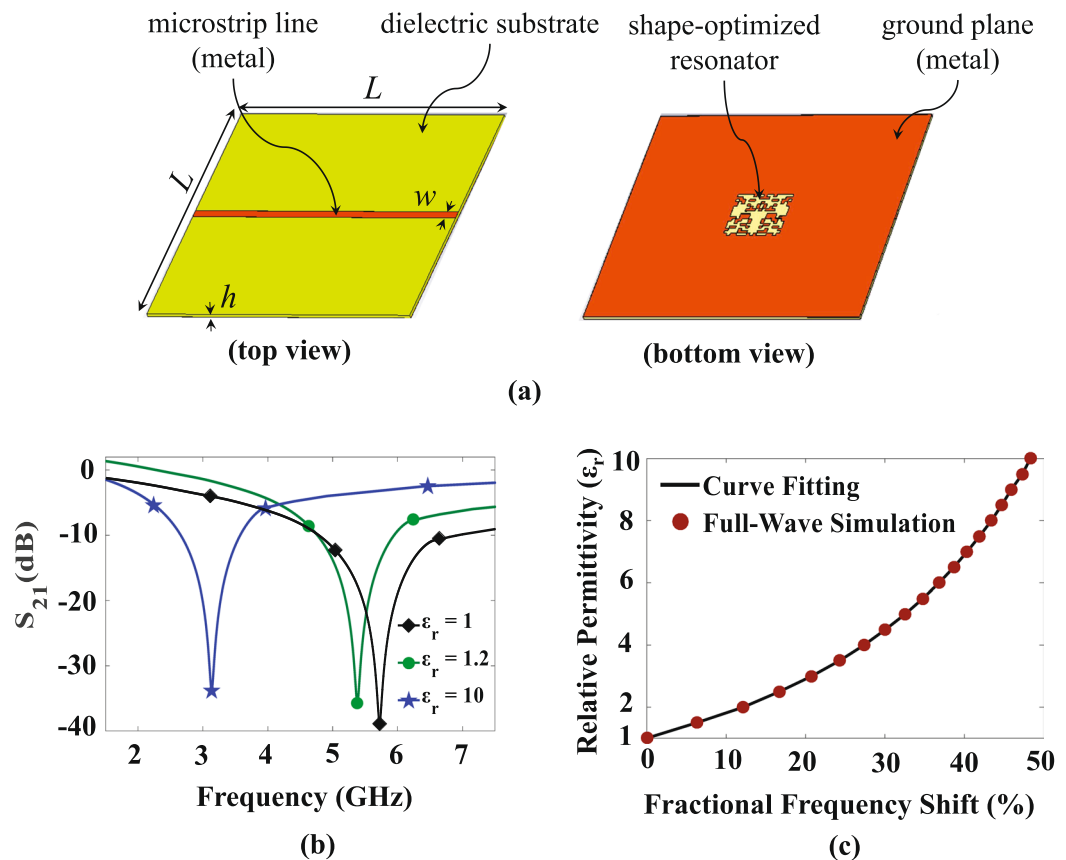 microstrip line
(metal)
dielectric substrate
shape-optimized
resonator
ground plane
(metal)
L
L
w
h
(top view)
(bottom view)
(a)
S21(dB)
0
-10
-20
-30
-40
εr = 1
εr = 1.2
εr = 10
2 3 4 5 6 7
Frequency (GHz)
(b)
Relative Permittivity (εr)
10
8
6
4
2
1
Curve Fitting
Full-Wave Simulation
0 10 20 30 40 50
Fractional Frequency Shift (%)
(c)